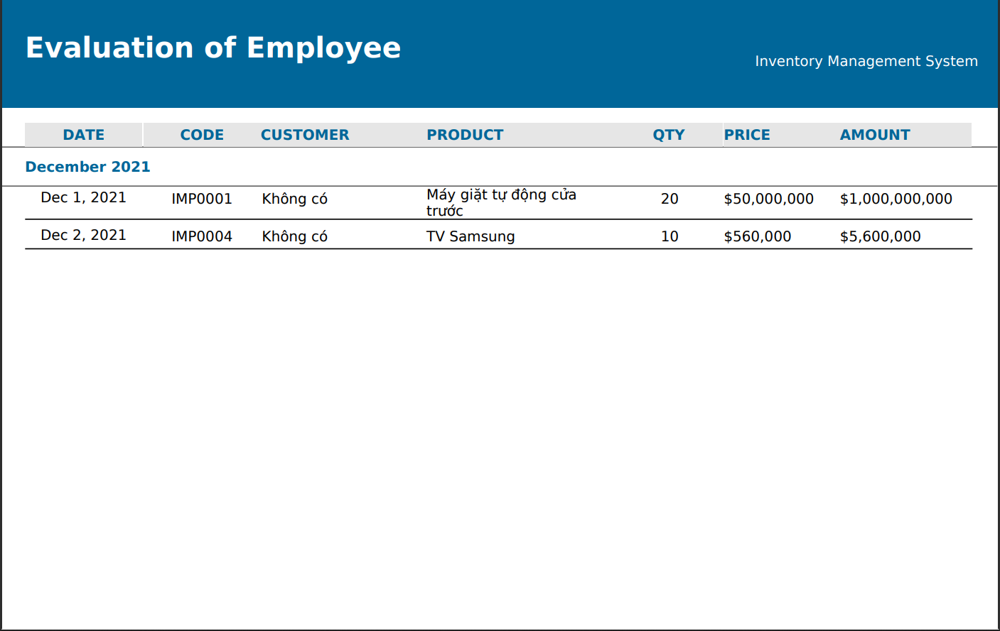 Evaluation of Employee
Inventory Management System
DATE CODE CUSTOMER PRODUCT QTY PRICE AMOUNT
December 2021
Dec 1, 2021 IMP0001 Không có Máy giặt tự động cửa 20 $50,000,000 $1,000,000,000
trước
Dec 2, 2021 IMP0004 Không có TV Samsung 10 $560,000 $5,600,000